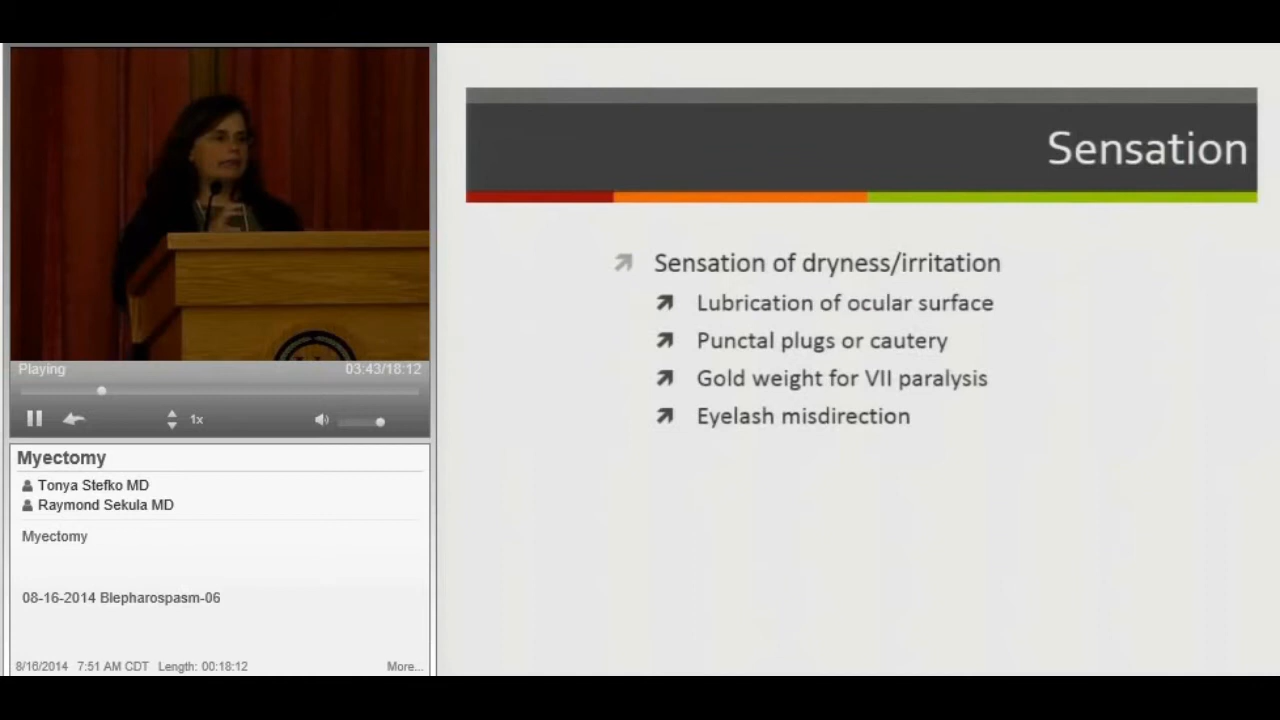 Sensation
Sensation of dryness/irritation
Lubrication of ocular surface
Punctal plugs or cautery
Gold weight for VII paralysis
Eyelash misdirection
Playing 03:43/18:12
1x
Myectomy
Tonya Stefko MD
Raymond Sekula MD
Myectomy
08-16-2014 Blepharospasm-06
8/16/2014 7:51 AM CDT Length: 00:18:12 More...